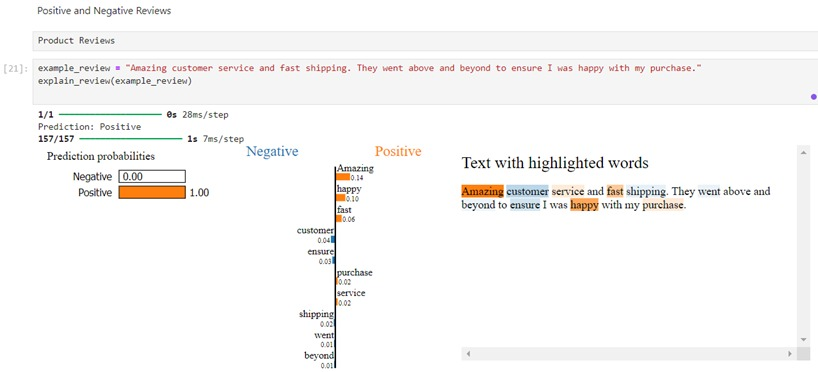 Positive and Negative Reviews
Product Reviews
[21]:
example_review = "Amazing customer service and fast shipping. They went above and beyond to ensure I was happy with my purchase."
explain_review(example_review)
1/1 0s 28ms/step
Prediction: Positive
157/157 1s 7ms/step
Prediction probabilities
Negative 0.00
Positive 1.00
Negative Positive
Amazing
0.14
happy
0.10
fast
0.06
customer
0.04
ensure
0.03
purchase
0.02
service
0.02
shipping
0.02
went
0.01
beyond
0.01
Text with highlighted words
Amazing customer service and fast shipping. They went above and
beyond to ensure I was happy with my purchase.